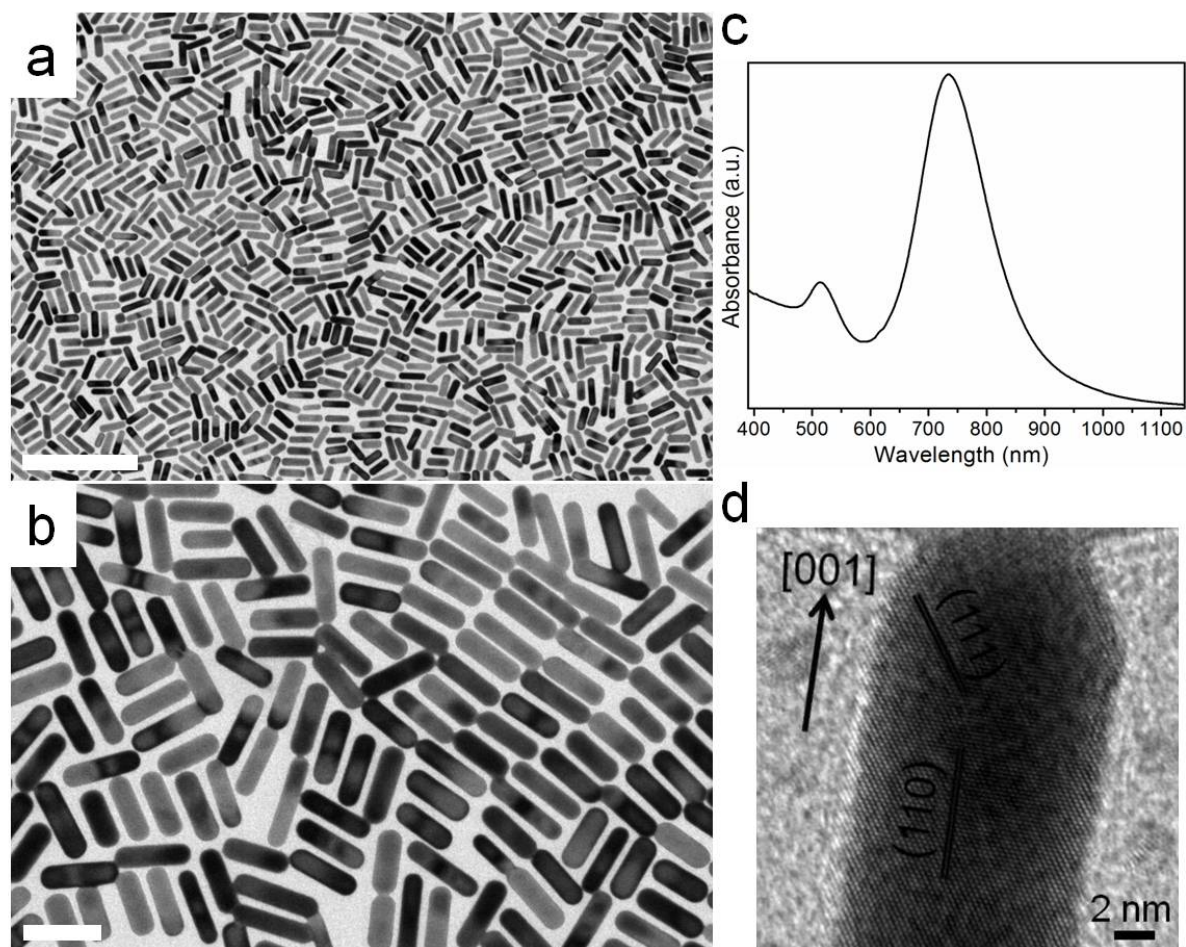 a
b
c
Absorbance (a.u.)
400 500 600 700 800 900 1000 1100
Wavelength (nm)
d
[001]
(111)
(110)
2 nm